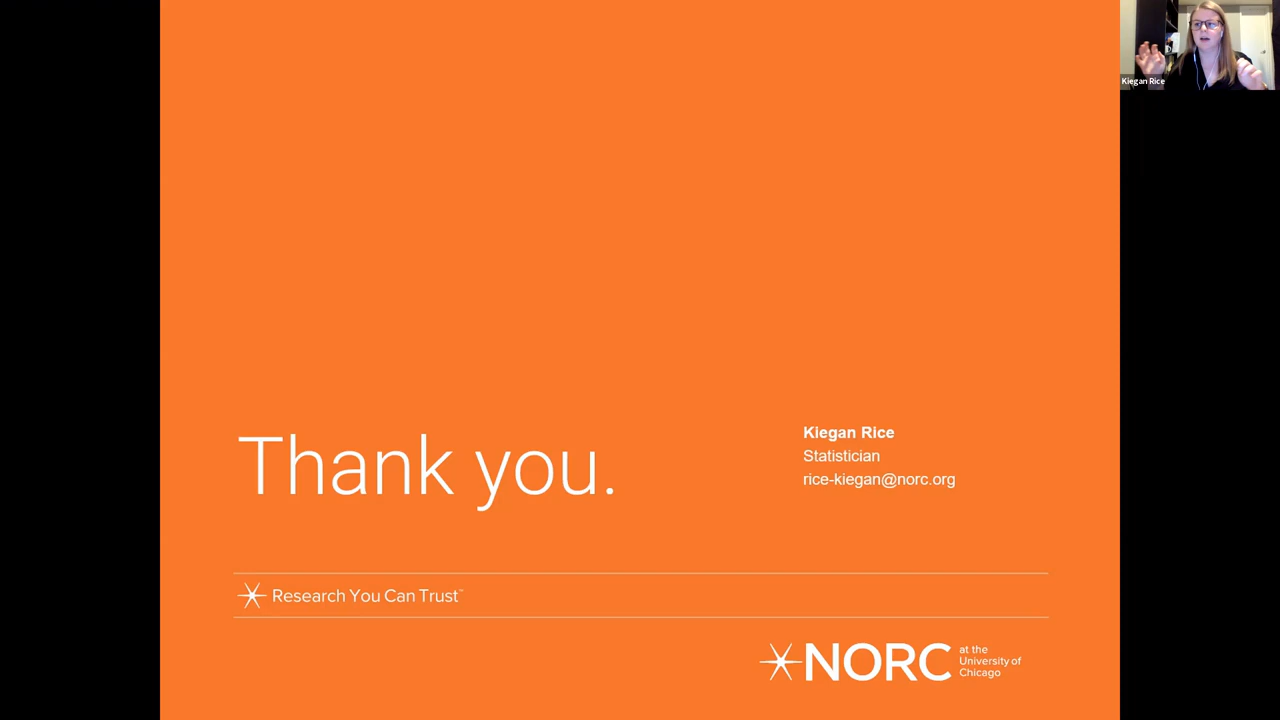 Kiegan Rice
Thank you.
Kiegan Rice
Statistician
rice-kiegan@norc.org
Research You Can Trust™
NORC
at the
University of
Chicago